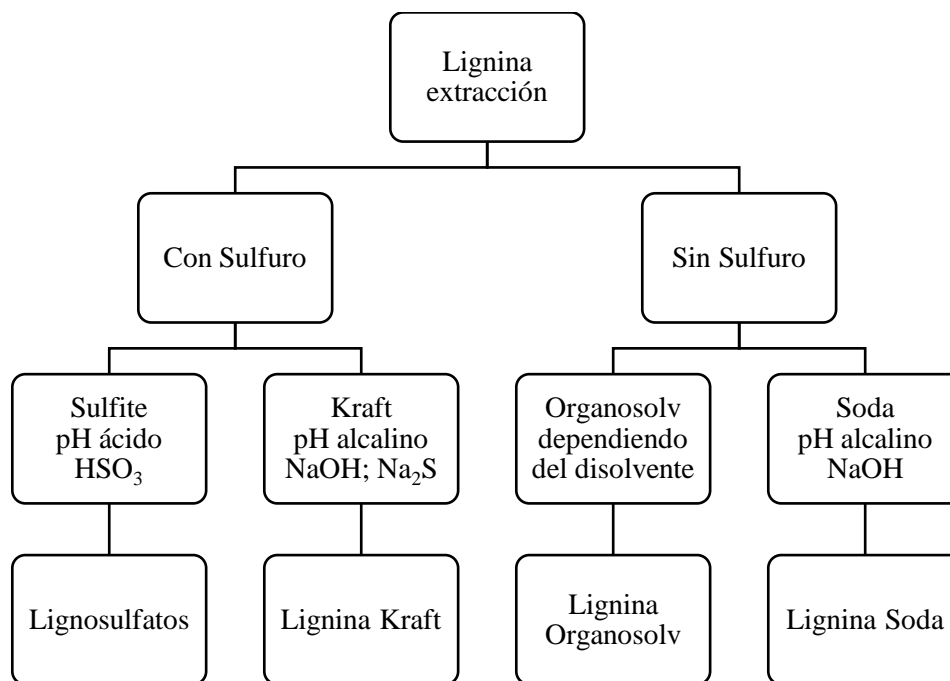 Lignina
extracción
Con Sulfuro
Sin Sulfuro
Sulfite
pH ácido
HSO₃
Kraft
pH alcalino
NaOH; Na₂S
Organosolv
dependiendo
del disolvente
Soda
pH alcalino
NaOH
Lignosulfatos
Lignina Kraft
Lignina
Organosolv
Lignina Soda